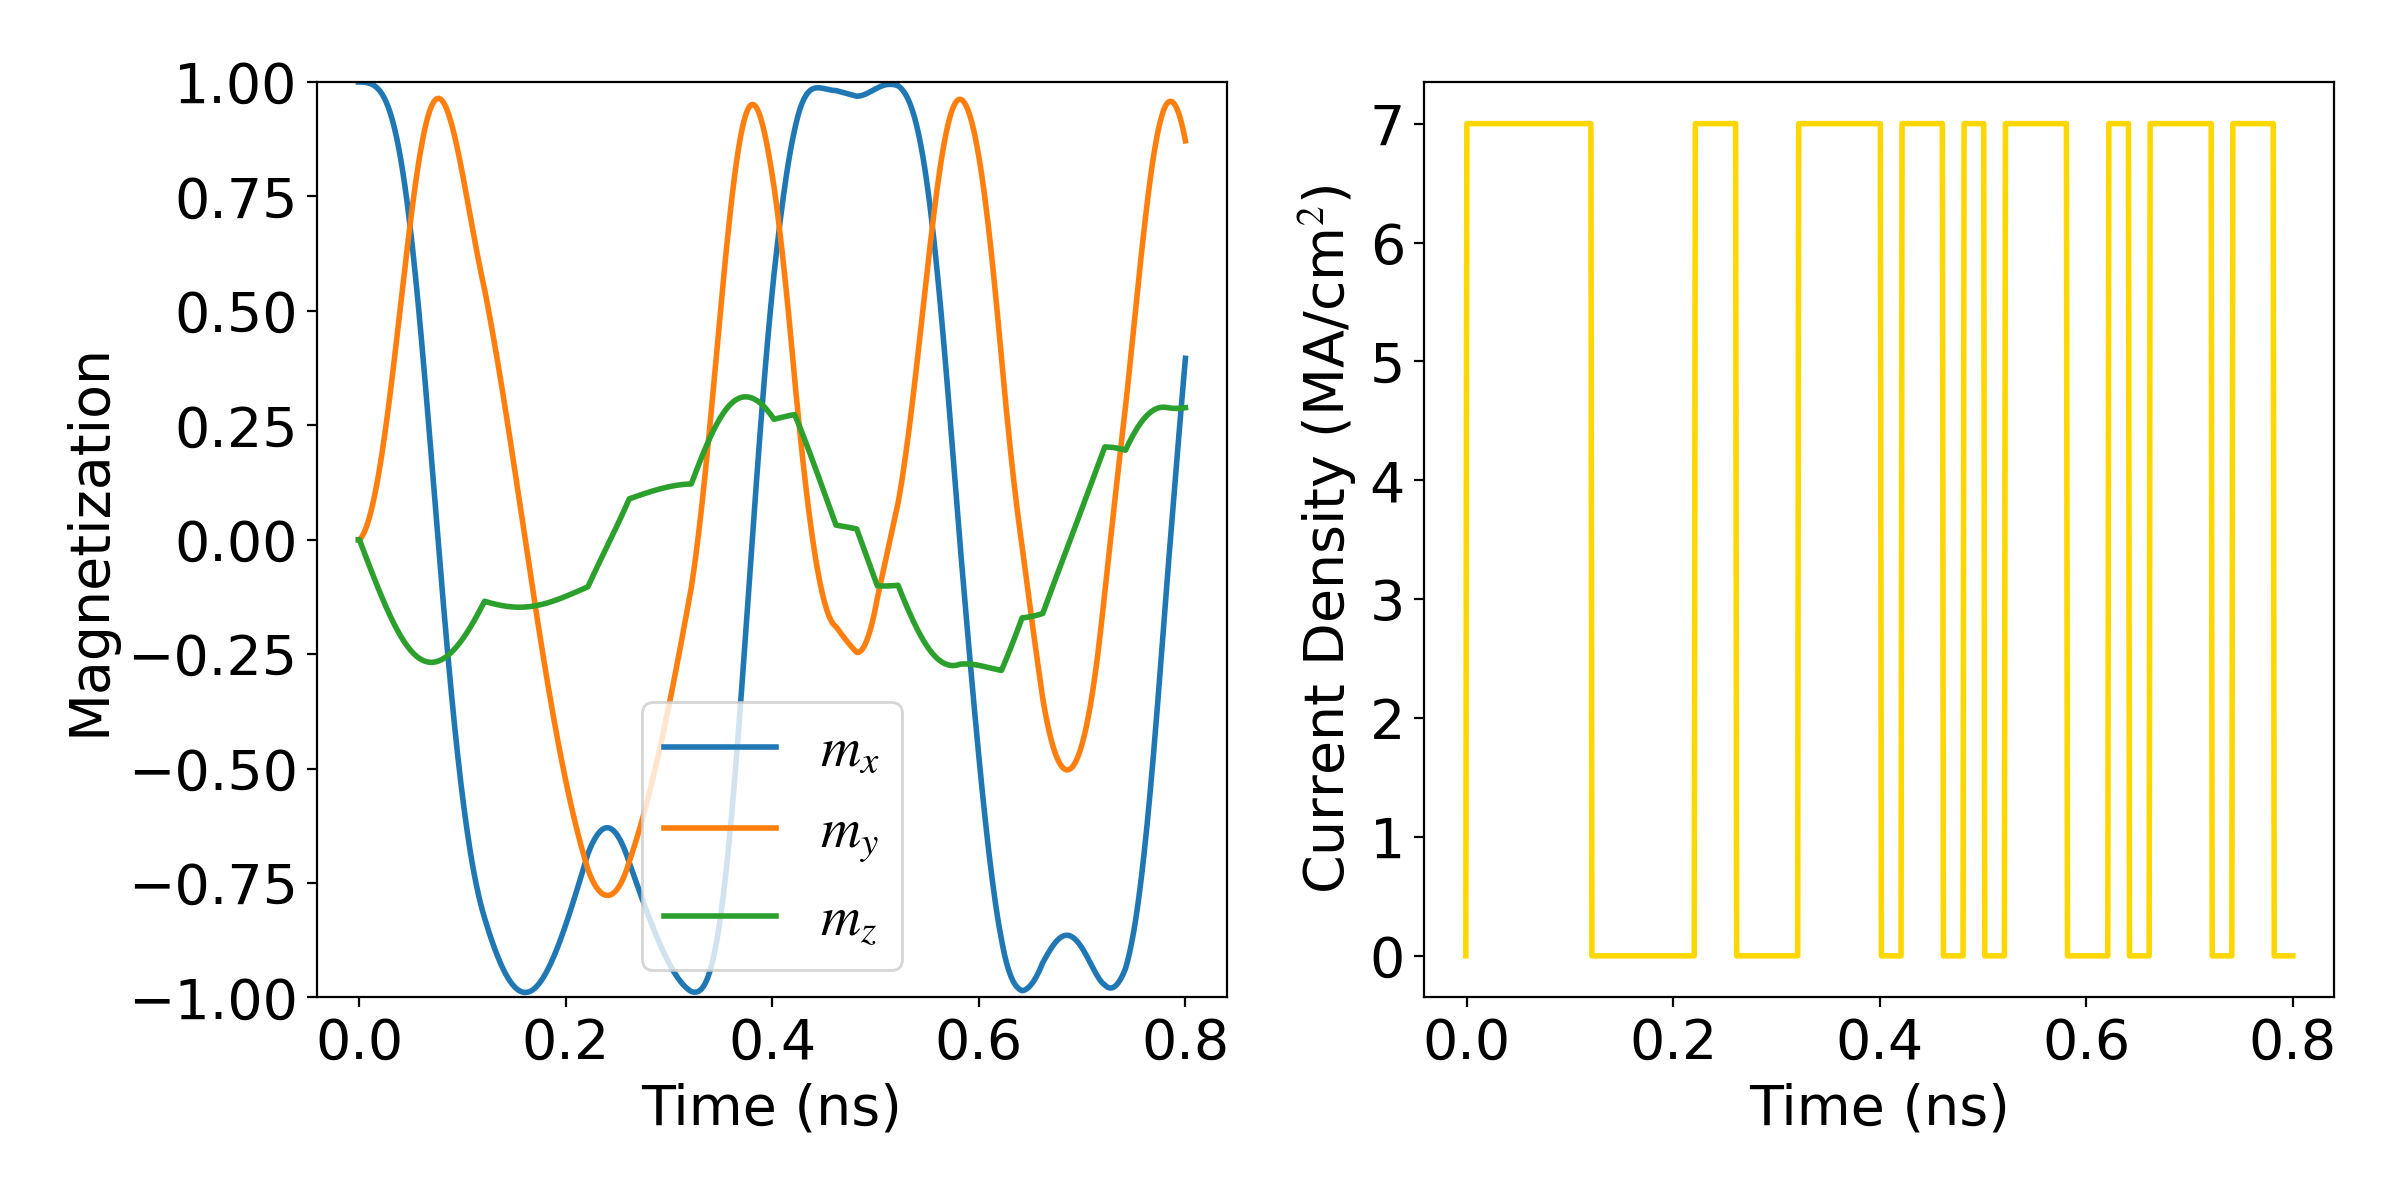 1.00
0.75
0.50
0.25
0.00
−0.25
−0.50
−0.75
−1.00
Magnetization
0.0 0.2 0.4 0.6 0.8
Time (ns)
m_x
m_y
m_z
7
6
5
4
3
2
1
0
Current Density (MA/cm²)
0.0 0.2 0.4 0.6 0.8
Time (ns)